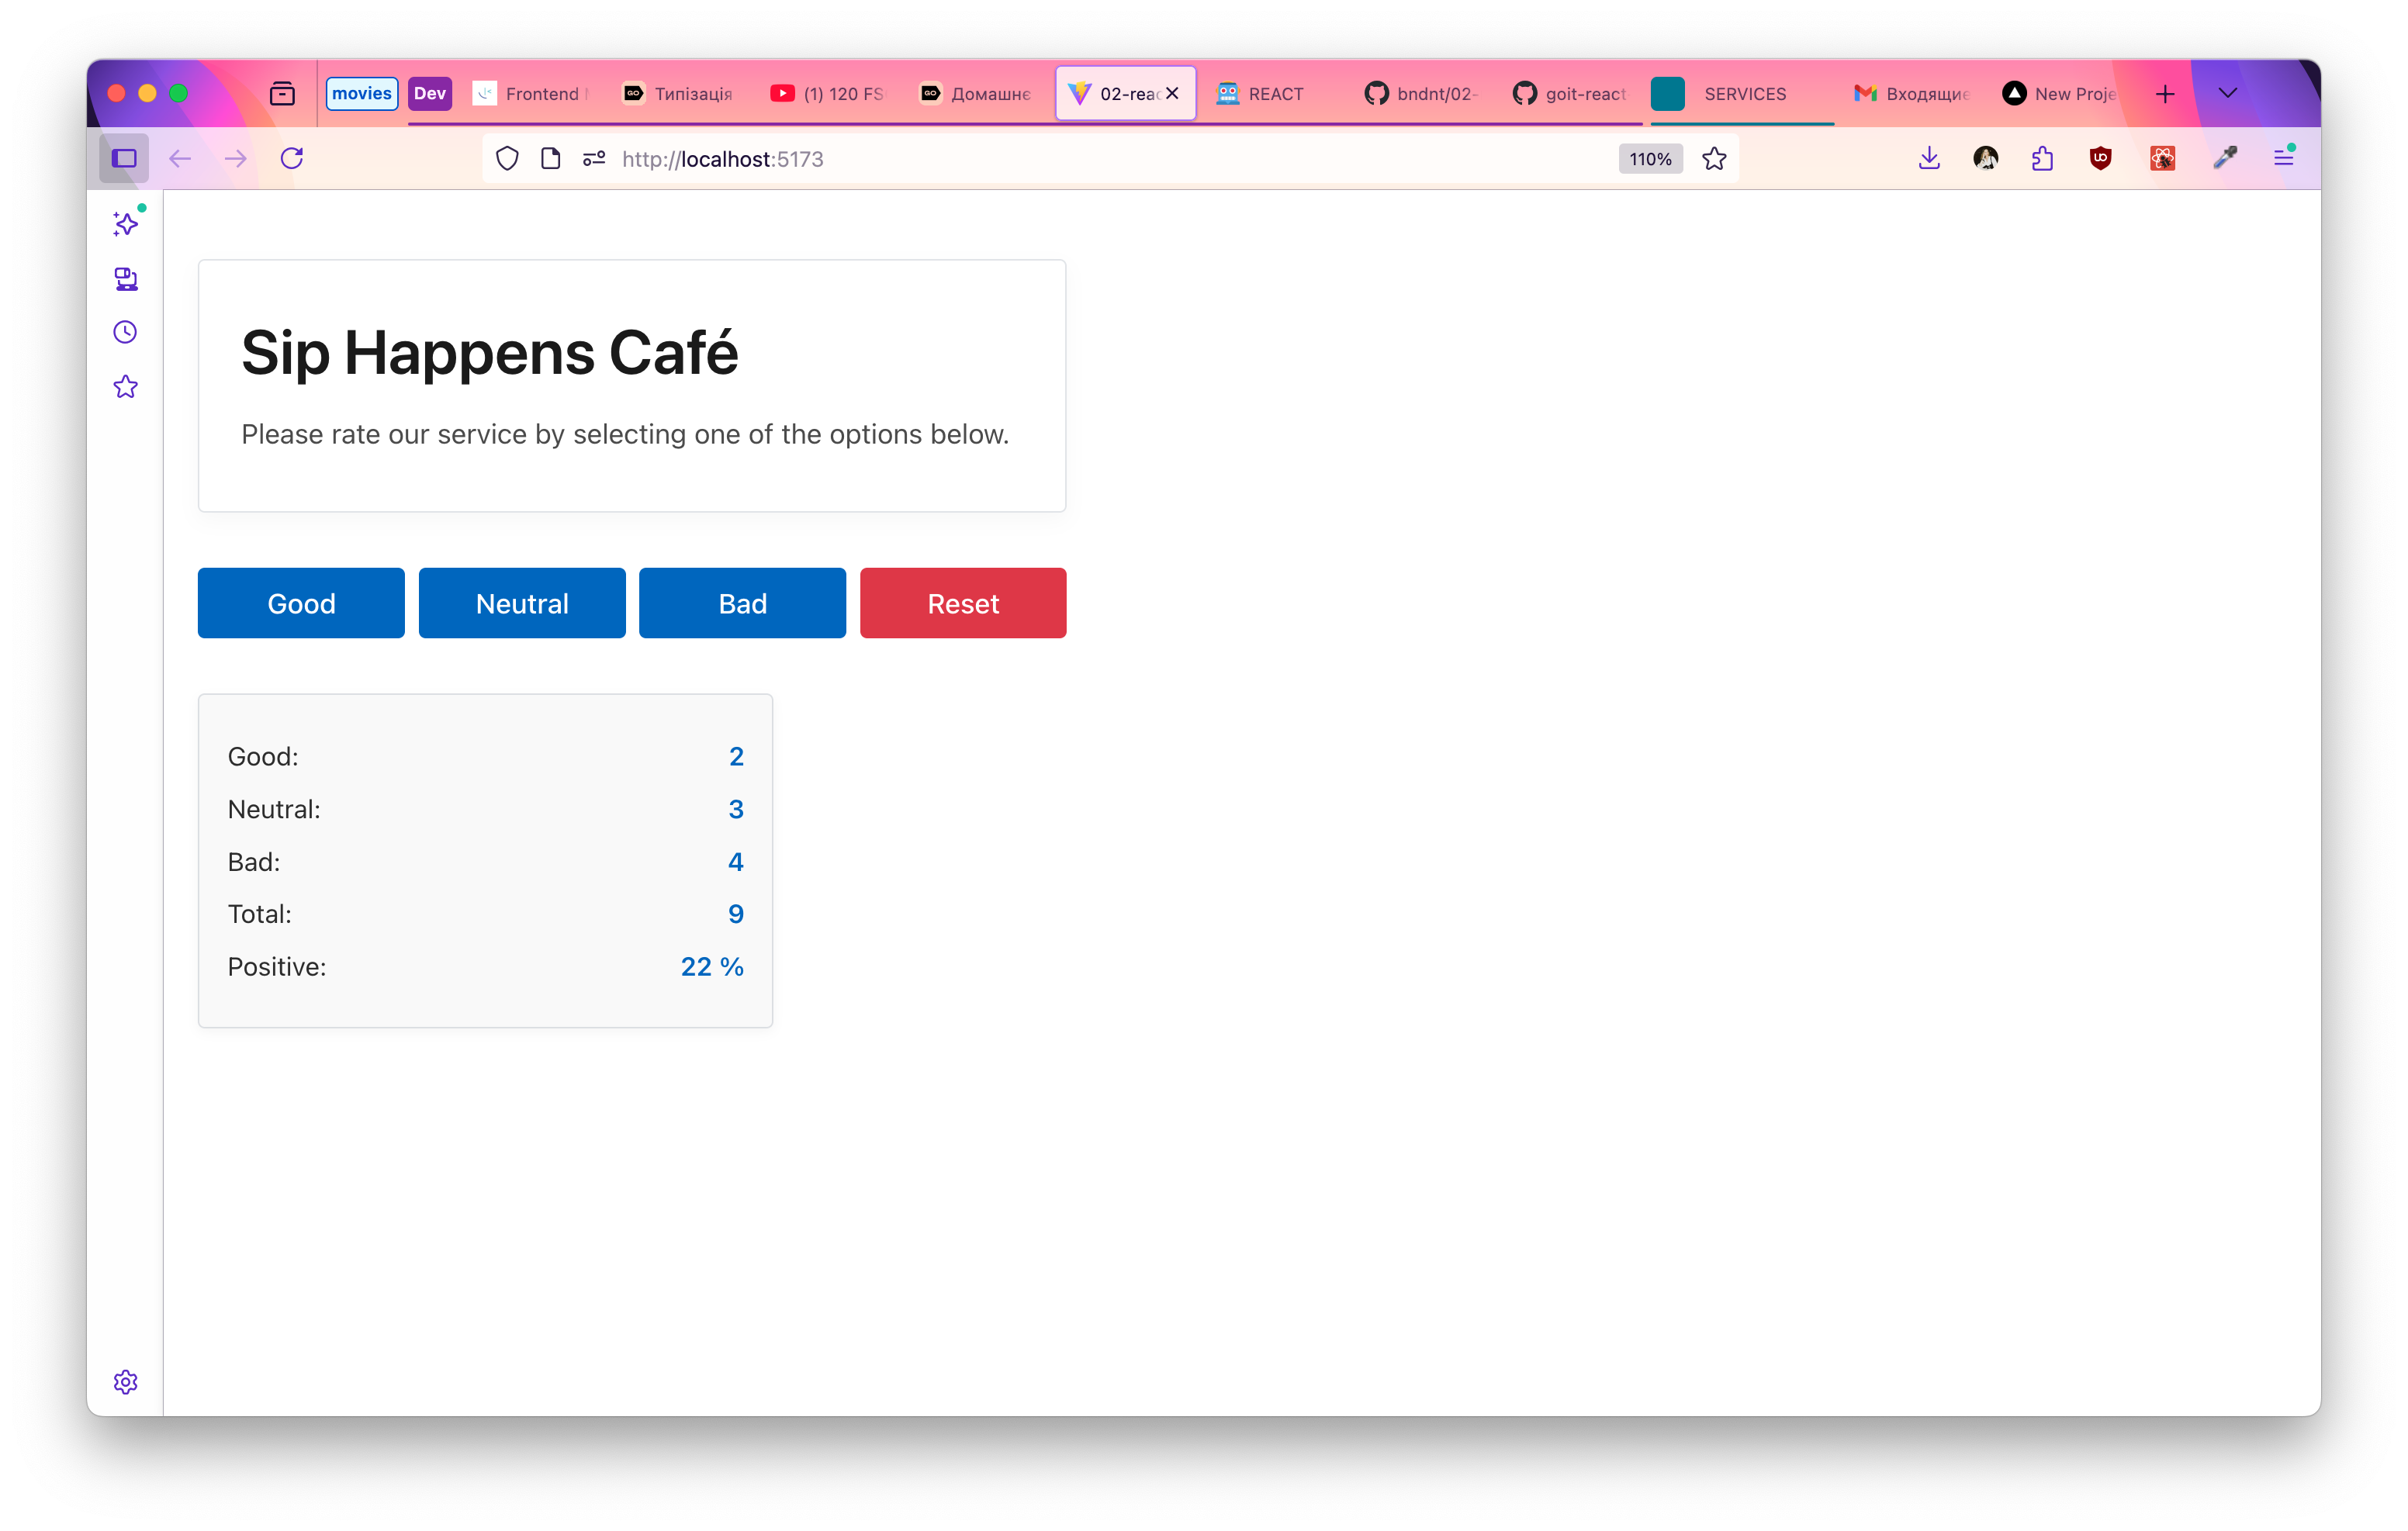 movies Dev Frontend Типізація (1) 120 FS Домашнє 02-reac REACT bndnt/02- goit-react SERVICES Входящие New Proje
http://localhost:5173 110%
Sip Happens Café
Please rate our service by selecting one of the options below.
Good Neutral Bad Reset
Good: 2
Neutral: 3
Bad: 4
Total: 9
Positive: 22 %